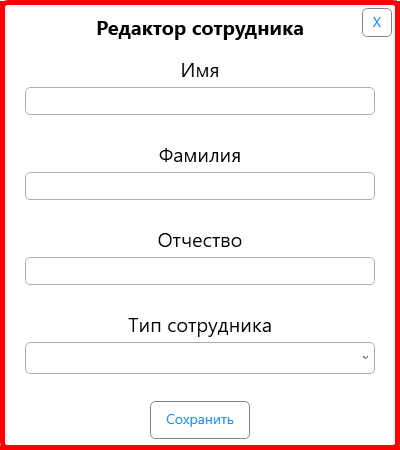 Редактор сотрудника
X
Имя
Фамилия
Отчество
Тип сотрудника
Сохранить